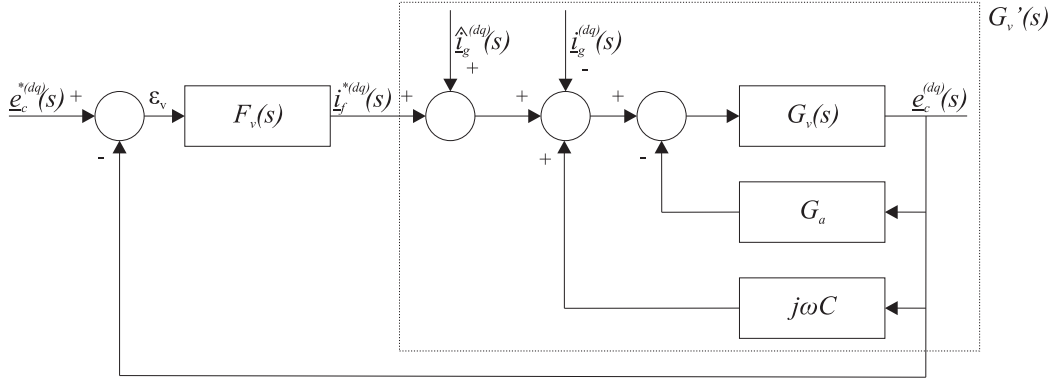 G_v'(s)
î_g^(dq)(s)
i_g^(dq)(s)
+
-
e_c^*(dq)(s)
+
ε_v
F_v(s)
i_f^*(dq)(s)
+
+
+
G_v(s)
e_c^(dq)(s)
-
+
-
G_a
jωC